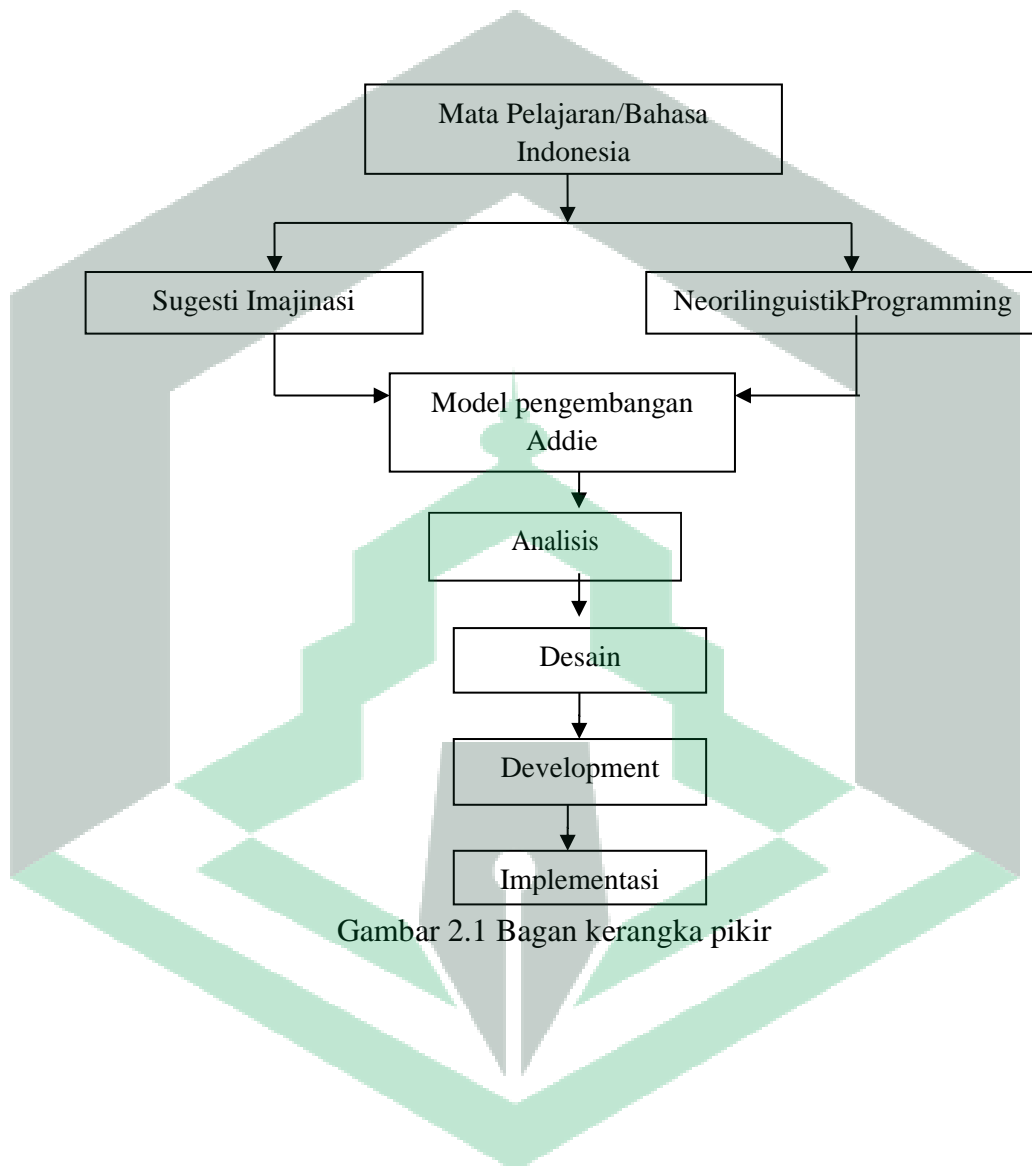 Mata Pelajaran/Bahasa
Indonesia
Sugesti Imajinasi
NeorilinguistikProgramming
Model pengembangan
Addie
Analisis
Desain
Development
Implementasi
Gambar 2.1 Bagan kerangka pikir